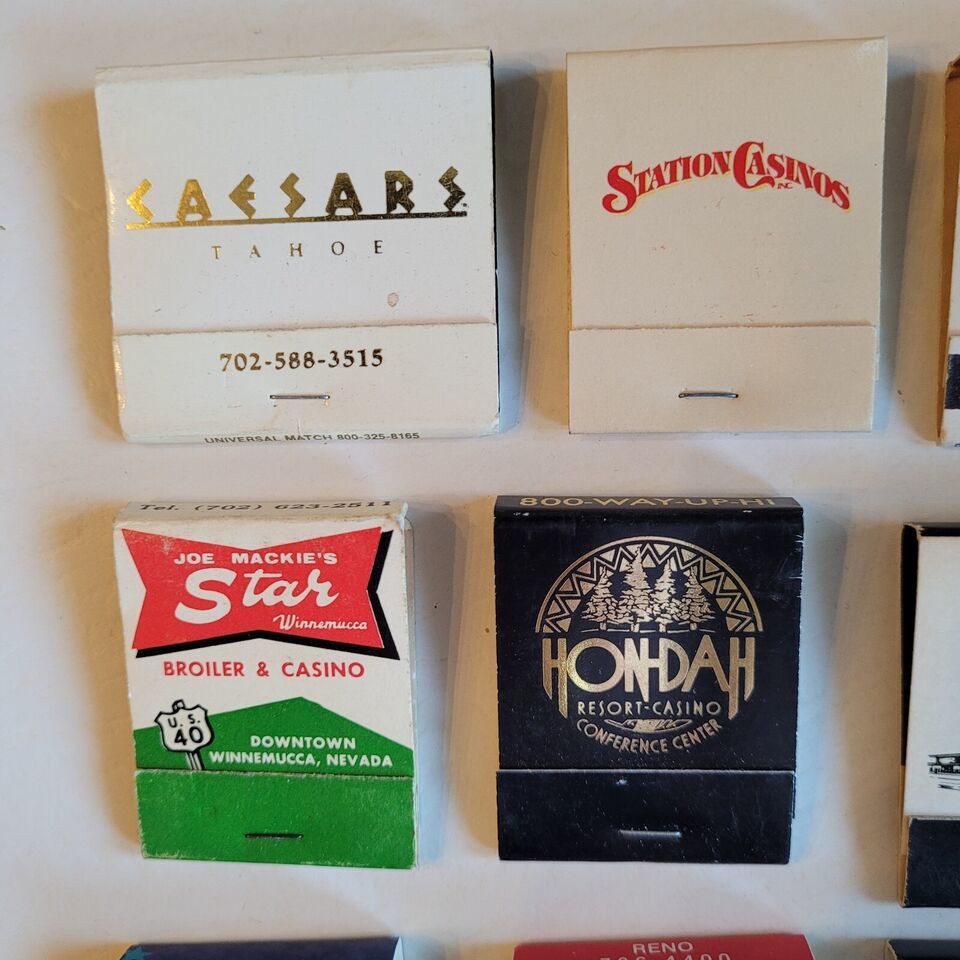 CAESARS
TAHOE
702-588-3515
UNIVERSAL MATCH 800-325-8165
STATION CASINOS
INC
Tel. (702) 623-2511
JOE MACKIE'S
Star
Winnemucca
BROILER & CASINO
U.S.
40
DOWNTOWN
WINNEMUCCA, NEVADA
800-WAY-UP-HI
HON-DAH
RESORT-CASINO
CONFERENCE CENTER
RENO